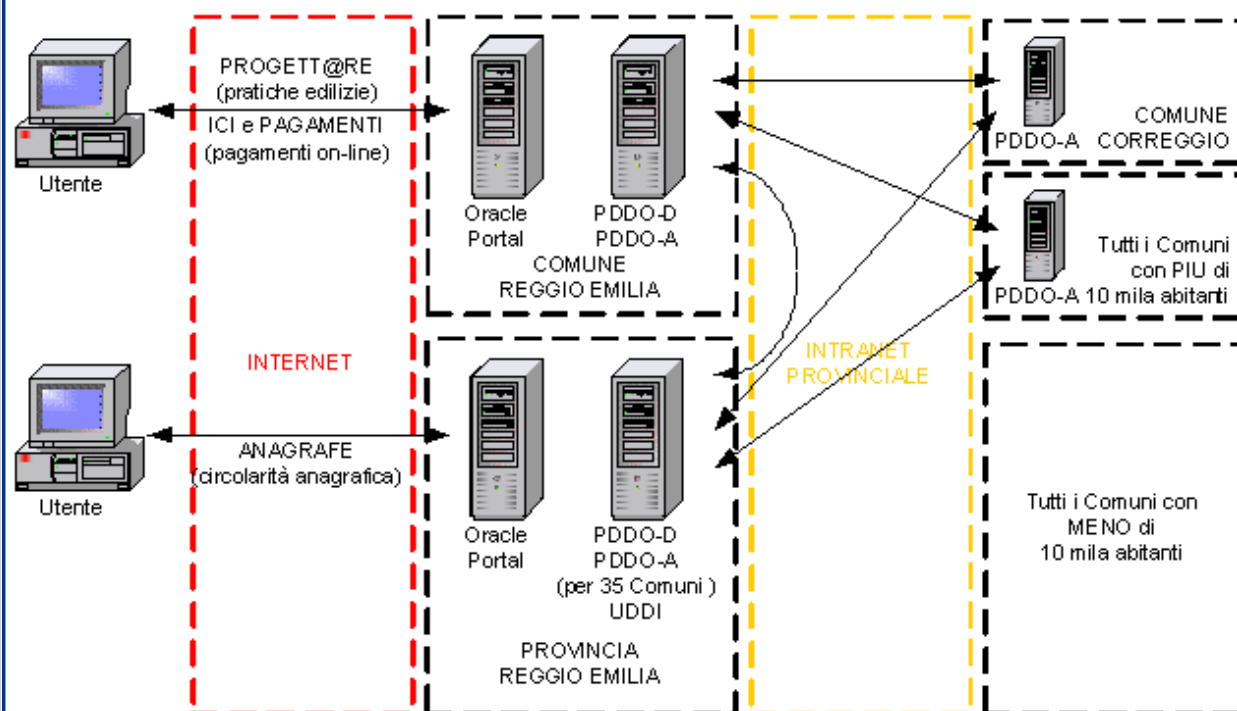 PROGETT@RE
(pratiche edilizie)
ICI e PAGAMENTI
(pagamenti on-line)
Utente
Oracle
Portal
PDDO-D
PDDO-A
COMUNE
REGGIO EMILIA
PDDO-A
COMUNE
CORREGGIO
Tutti i Comuni
con PIU di
PDDO-A 10 mila abitanti
INTERNET
INTRANET
PROVINCIALE
ANAGRAFE
(circolarità anagrafica)
Utente
Oracle
Portal
PDDO-D
PDDO-A
(per 35 Comuni )
UDDI
PROVINCIA
REGGIO EMILIA
Tutti i Comuni con
MENO di
10 mila abitanti